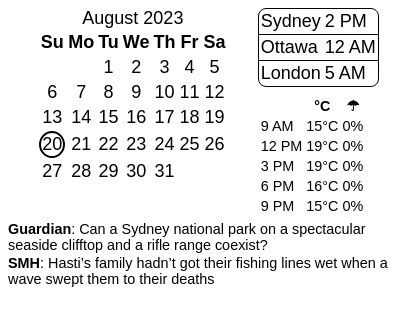 August 2023
Su Mo Tu We Th Fr Sa
1 2 3 4 5
6 7 8 9 10 11 12
13 14 15 16 17 18 19
20 21 22 23 24 25 26
27 28 29 30 31
Sydney 2 PM
Ottawa 12 AM
London 5 AM
°C ☂
9 AM 15°C 0%
12 PM 19°C 0%
3 PM 19°C 0%
6 PM 16°C 0%
9 PM 15°C 0%
Guardian: Can a Sydney national park on a spectacular
seaside clifftop and a rifle range coexist?
SMH: Hasti’s family hadn’t got their fishing lines wet when a
wave swept them to their deaths